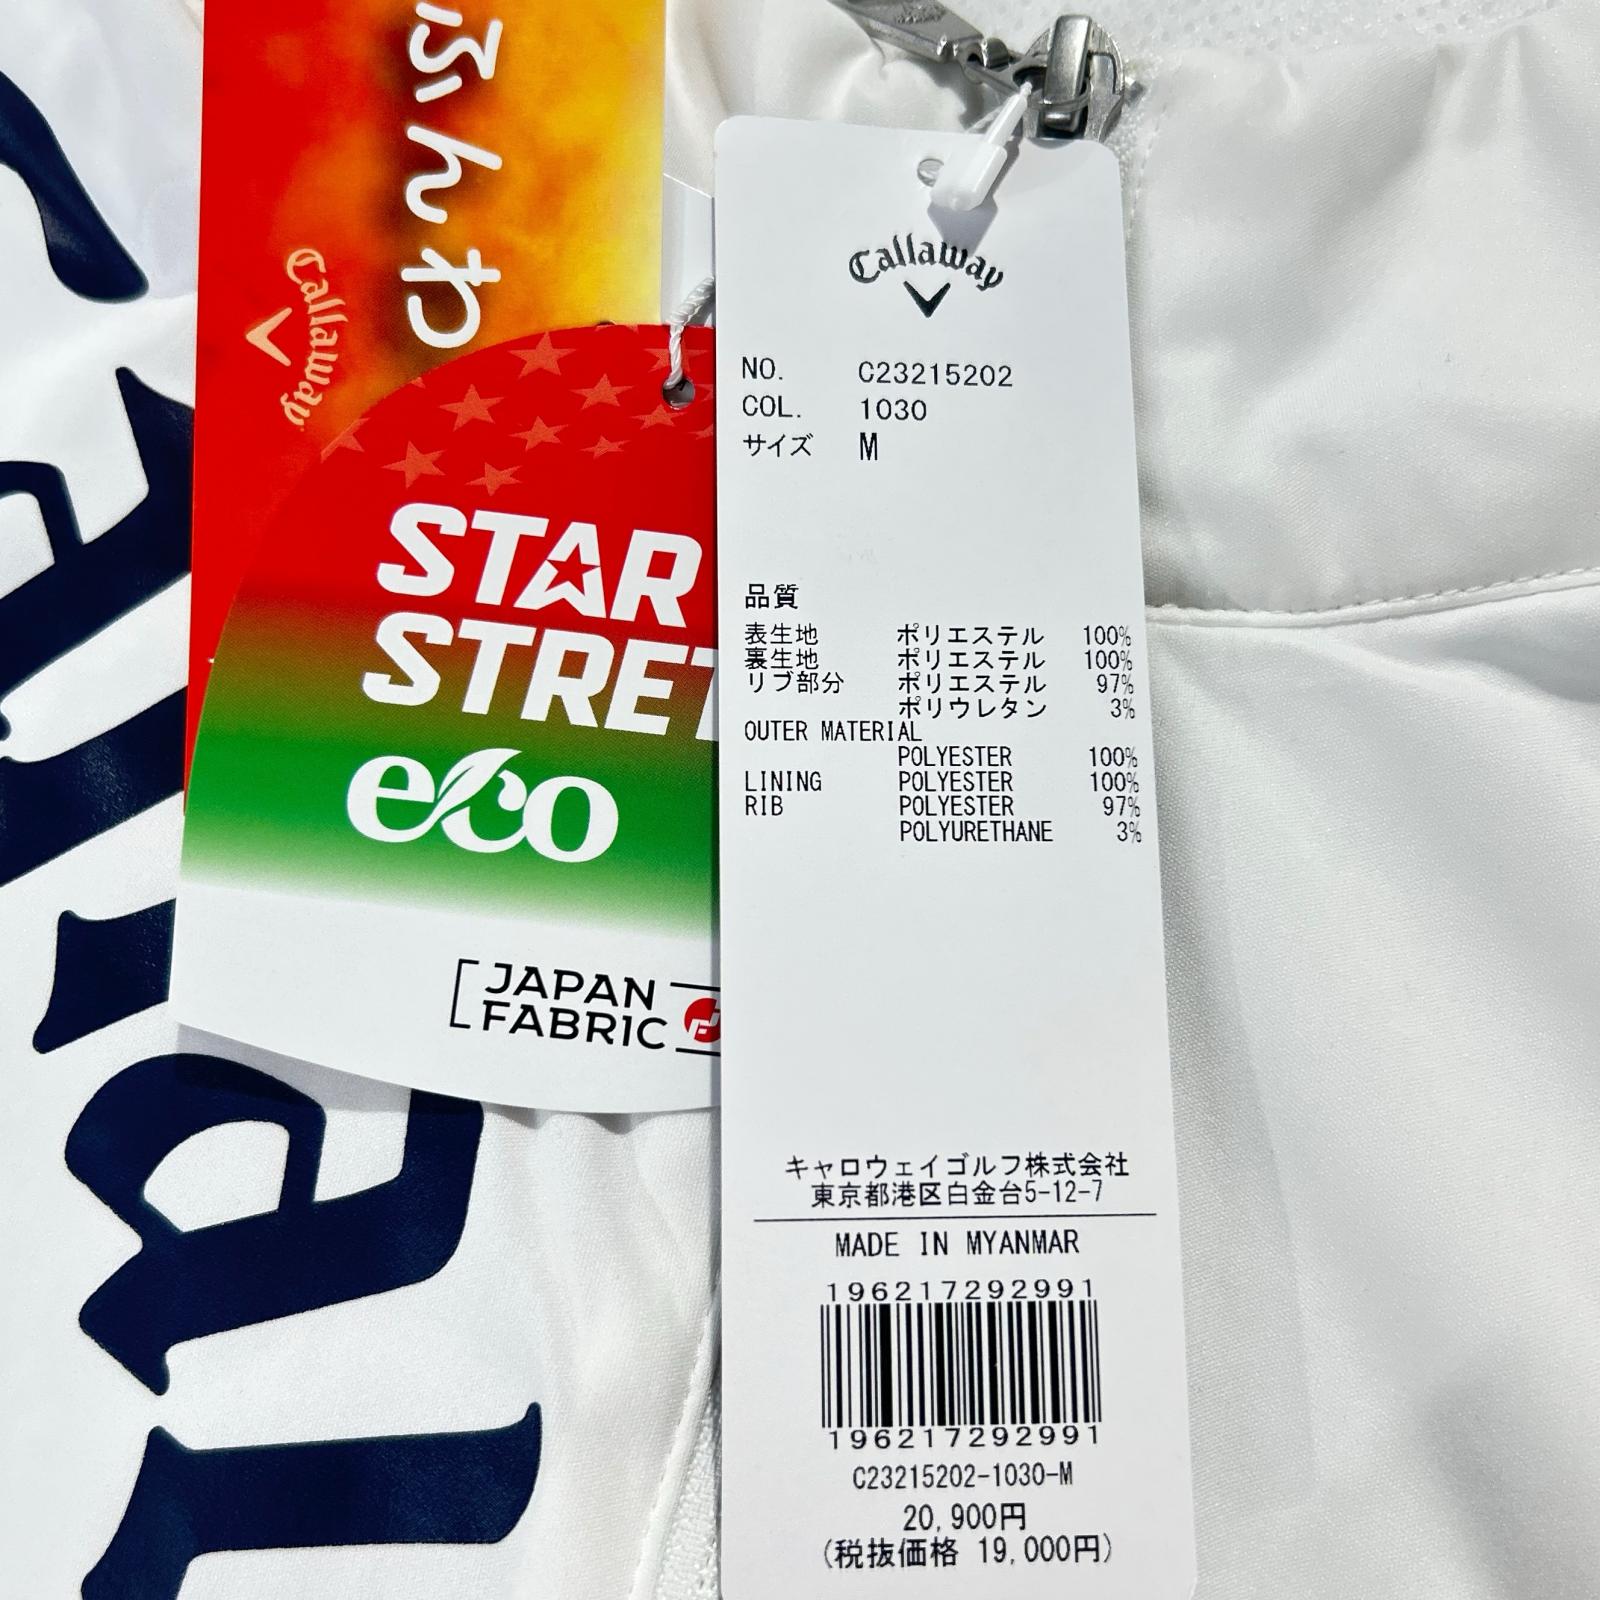 ふんわ
Callaway
STAR
STRET
eco
JAPAN
FABRIC
Callaway
NO. C23215202
COL. 1030
サイズ M
品質
表生地 ポリエステル 100%
裏生地 ポリエステル 100%
リブ部分 ポリエステル 97%
ポリウレタン 3%
OUTER MATERIAL
POLYESTER 100%
LINING POLYESTER 100%
RIB POLYESTER 97%
POLYURETHANE 3%
キャロウェイゴルフ株式会社
東京都港区白金台5-12-7
MADE IN MYANMAR
196217292991
196217292991
C23215202-1030-M
20,900円
(税抜価格 19,000円)